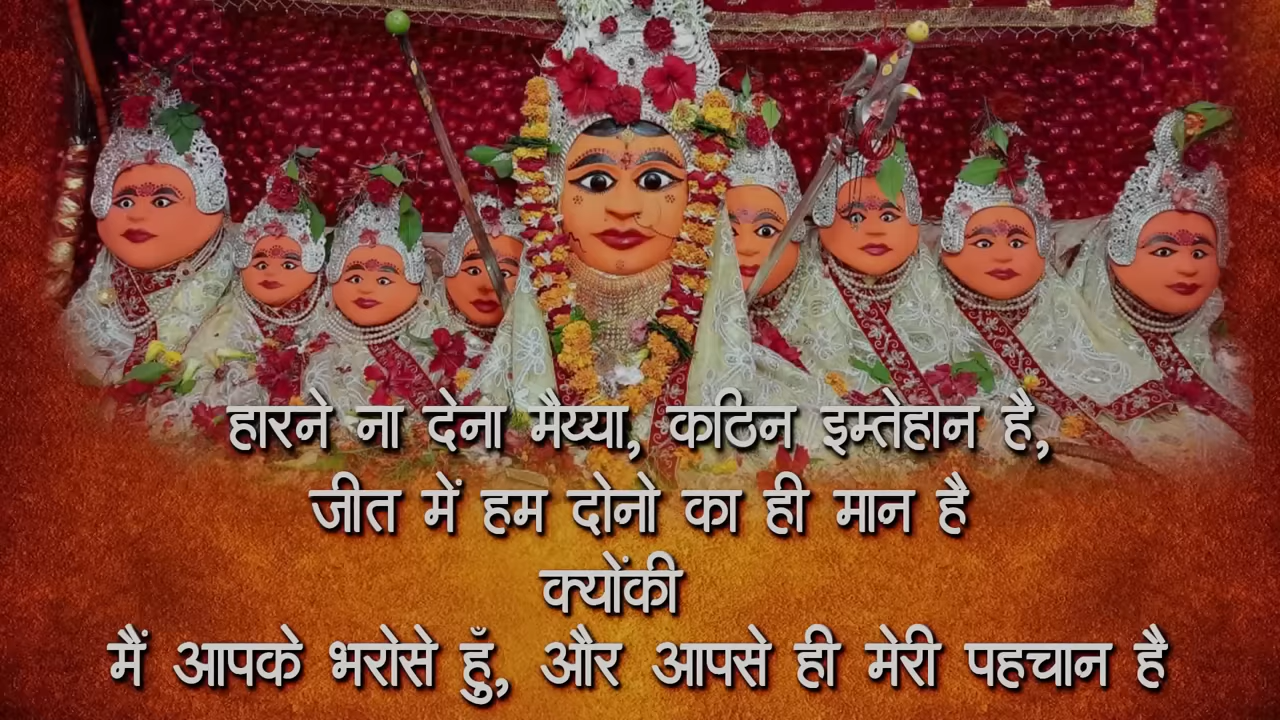 हारने ना देना मैय्या, कठिन इम्तेहान है,
जीत में हम दोनो का ही मान है
क्योंकी
मैं आपके भरोसे हुँ, और आपसे ही मेरी पहचान है